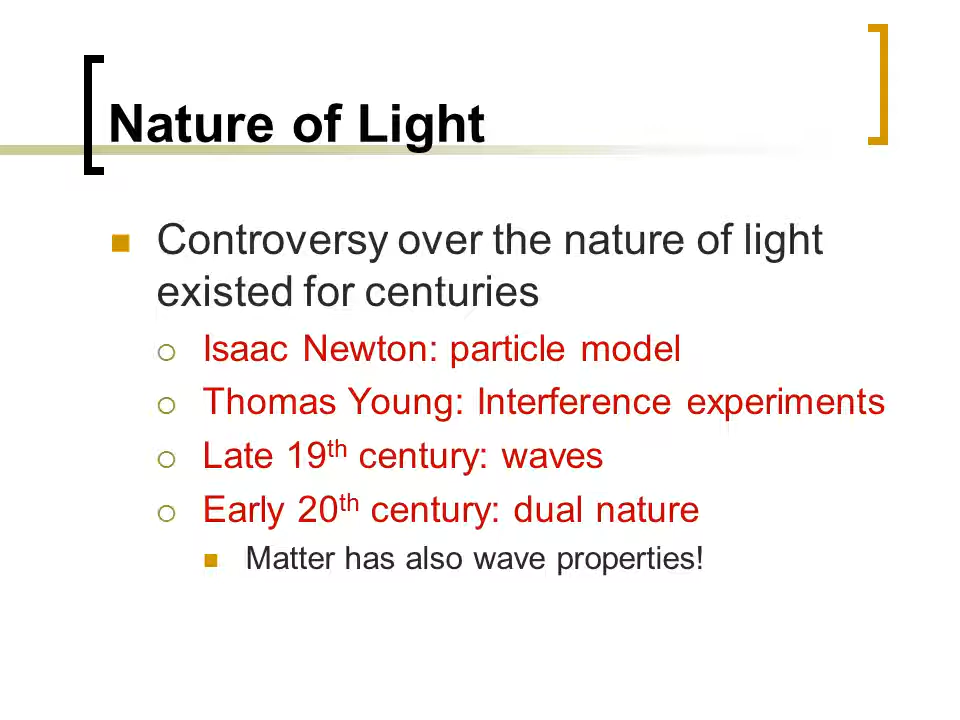 Nature of Light
Controversy over the nature of light
existed for centuries
Isaac Newton: particle model
Thomas Young: Interference experiments
Late 19th century: waves
Early 20th century: dual nature
Matter has also wave properties!